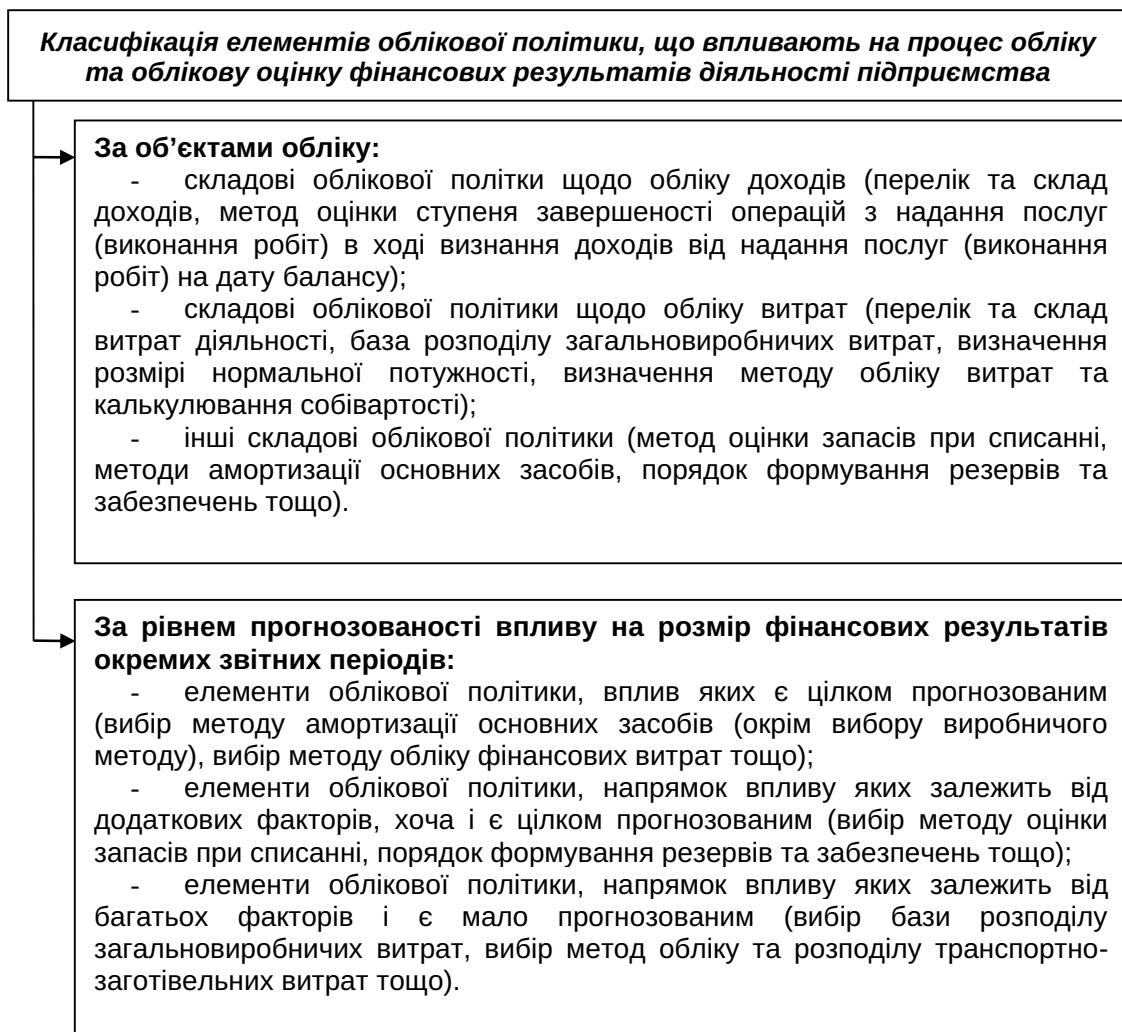 Класифікація елементів облікової політики, що впливають на процес обліку
та облікову оцінку фінансових результатів діяльності підприємства
За об’єктами обліку:
- складові облікової політки щодо обліку доходів (перелік та склад
доходів, метод оцінки ступеня завершеності операцій з надання послуг
(виконання робіт) в ході визнання доходів від надання послуг (виконання
робіт) на дату балансу);
- складові облікової політики щодо обліку витрат (перелік та склад
витрат діяльності, база розподілу загальновиробничих витрат, визначення
розмірі нормальної потужності, визначення методу обліку витрат та
калькулювання собівартості);
- інші складові облікової політики (метод оцінки запасів при списанні,
методи амортизації основних засобів, порядок формування резервів та
забезпечень тощо).
За рівнем прогнозованості впливу на розмір фінансових результатів
окремих звітних періодів:
- елементи облікової політики, вплив яких є цілком прогнозованим
(вибір методу амортизації основних засобів (окрім вибору виробничого
методу), вибір методу обліку фінансових витрат тощо);
- елементи облікової політики, напрямок впливу яких залежить від
додаткових факторів, хоча і є цілком прогнозованим (вибір методу оцінки
запасів при списанні, порядок формування резервів та забезпечень тощо);
- елементи облікової політики, напрямок впливу яких залежить від
багатьох факторів і є мало прогнозованим (вибір бази розподілу
загальновиробничих витрат, вибір метод обліку та розподілу транспортно-
заготівельних витрат тощо).